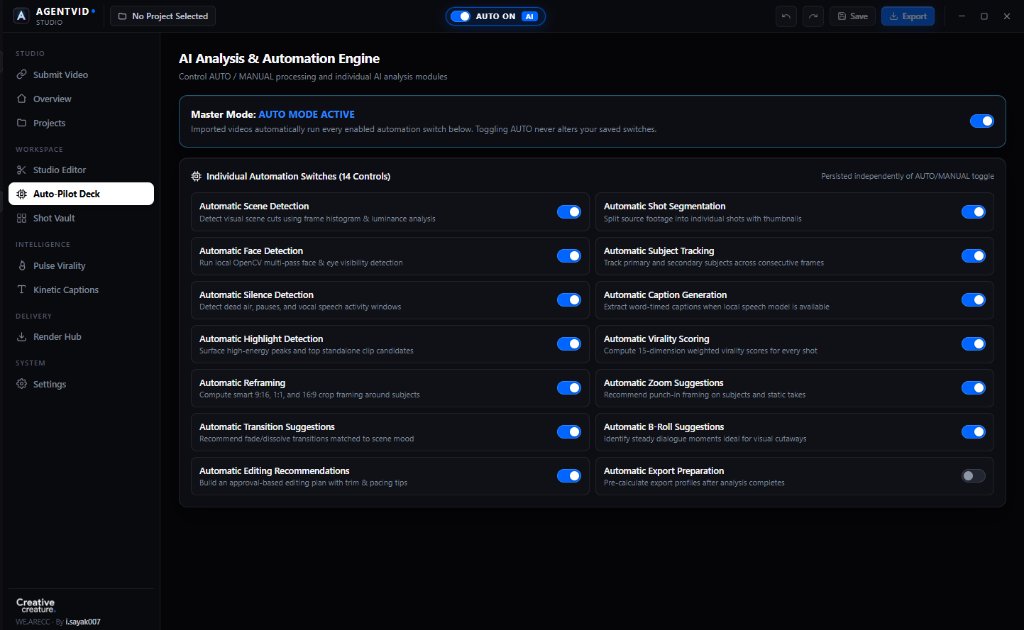 AGENTVID
STUDIO
No Project Selected
AUTO ON AI
Save
Export
STUDIO
Submit Video
Overview
Projects
WORKSPACE
Studio Editor
Auto-Pilot Deck
Shot Vault
INTELLIGENCE
Pulse Virality
Kinetic Captions
DELIVERY
Render Hub
SYSTEM
Settings
Creative
creature.
WE.ARECC · By i.sayak007
AI Analysis & Automation Engine
Control AUTO / MANUAL processing and individual AI analysis modules
Master Mode: AUTO MODE ACTIVE
Imported videos automatically run every enabled automation switch below. Toggling AUTO never alters your saved switches.
Individual Automation Switches (14 Controls)
Persisted independently of AUTO/MANUAL toggle
Automatic Scene Detection
Detect visual scene cuts using frame histogram & luminance analysis
Automatic Shot Segmentation
Split source footage into individual shots with thumbnails
Automatic Face Detection
Run local OpenCV multi-pass face & eye visibility detection
Automatic Subject Tracking
Track primary and secondary subjects across consecutive frames
Automatic Silence Detection
Detect dead air, pauses, and vocal speech activity windows
Automatic Caption Generation
Extract word-timed captions when local speech model is available
Automatic Highlight Detection
Surface high-energy peaks and top standalone clip candidates
Automatic Virality Scoring
Compute 15-dimension weighted virality scores for every shot
Automatic Reframing
Compute smart 9:16, 1:1, and 16:9 crop framing around subjects
Automatic Zoom Suggestions
Recommend punch-in framing on subjects and static takes
Automatic Transition Suggestions
Recommend fade/dissolve transitions matched to scene mood
Automatic B-Roll Suggestions
Identify steady dialogue moments ideal for visual cutaways
Automatic Editing Recommendations
Build an approval-based editing plan with trim & pacing tips
Automatic Export Preparation
Pre-calculate export profiles after analysis completes